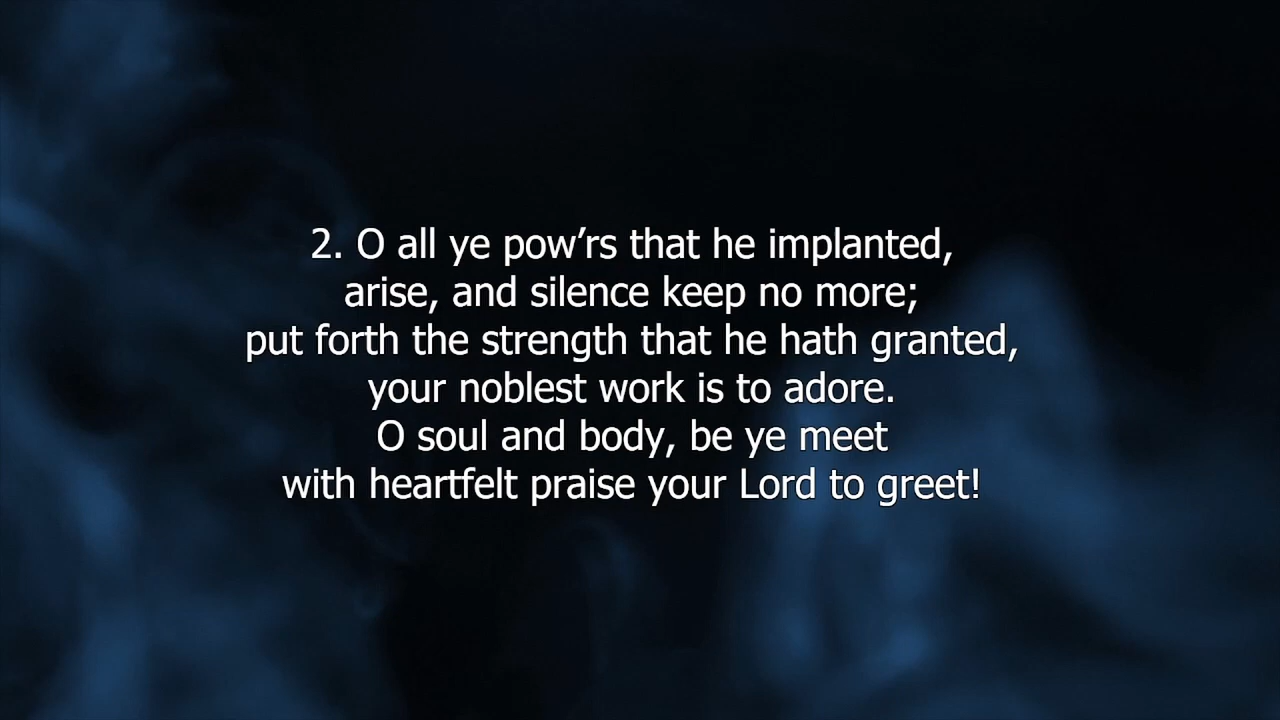 2. O all ye pow’rs that he implanted,
arise, and silence keep no more;
put forth the strength that he hath granted,
your noblest work is to adore.
O soul and body, be ye meet
with heartfelt praise your Lord to greet!